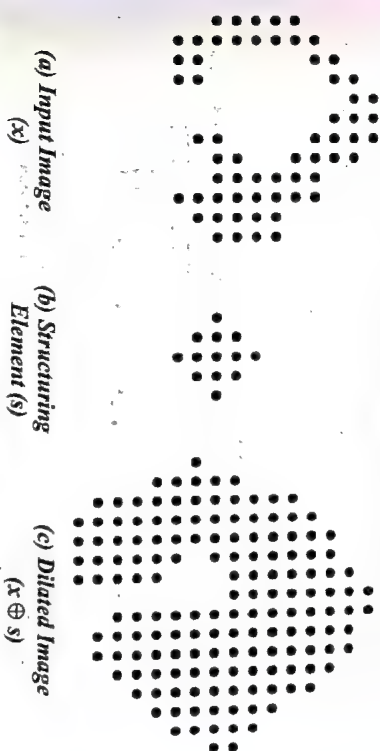 (a) Input Image
(x)
(b) Structuring
Element (s)
(c) Dilated Image
(x ⊕ s)